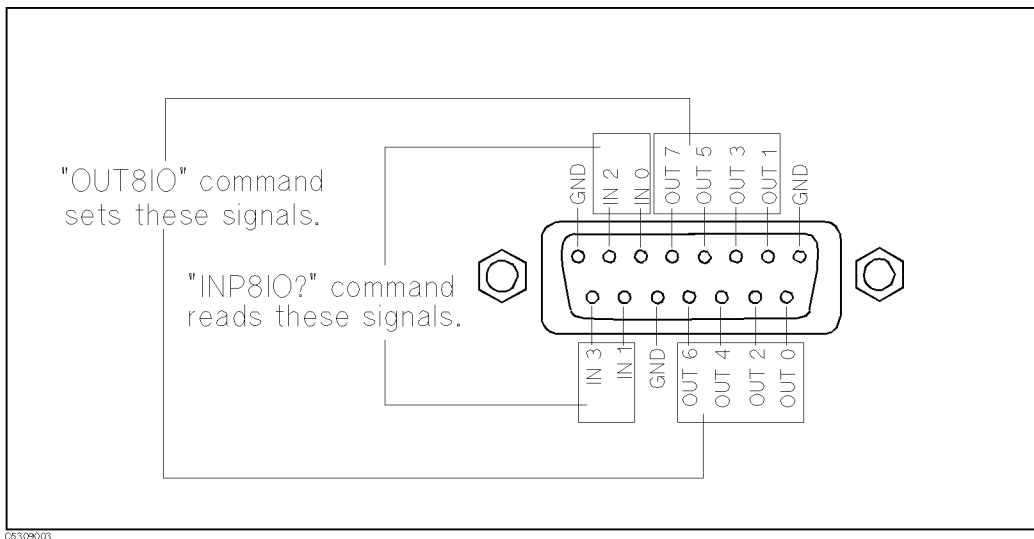 "OUT8IO" command
sets these signals.
"INP8IO?" command
reads these signals.
GND
IN 2
IN 0
OUT 7
OUT 5
OUT 3
OUT 1
GND
IN 3
IN 1
GND
OUT 6
OUT 4
OUT 2
OUT 0
C5309003